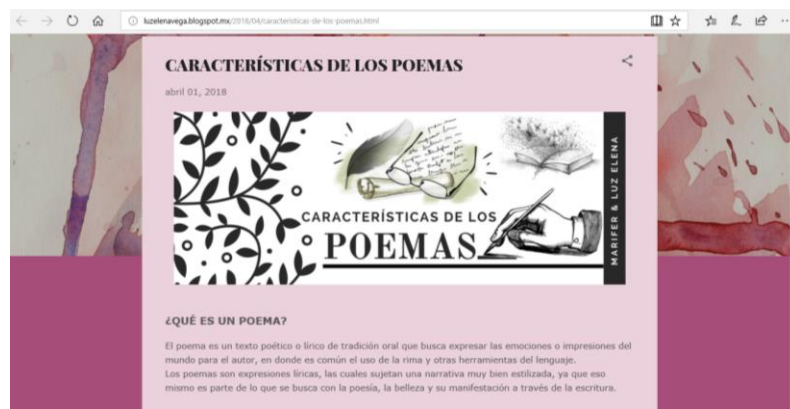 luzelenavega.blogspot.mx/2018/04/caracteristicas-de-los-poemas.html
CARACTERÍSTICAS DE LOS POEMAS
abril 01, 2018
CARACTERÍSTICAS DE LOS
POEMAS
MARIFER & LUZ ELENA
¿QUÉ ES UN POEMA?
El poema es un texto poético o lírico de tradición oral que busca expresar las emociones o impresiones del
mundo para el autor, en donde es común el uso de la rima y otras herramientas del lenguaje.
Los poemas son expresiones líricas, las cuales sujetan una narrativa muy bien estilizada, ya que eso
mismo es parte de lo que se busca con la poesía, la belleza y su manifestación a través de la escritura.